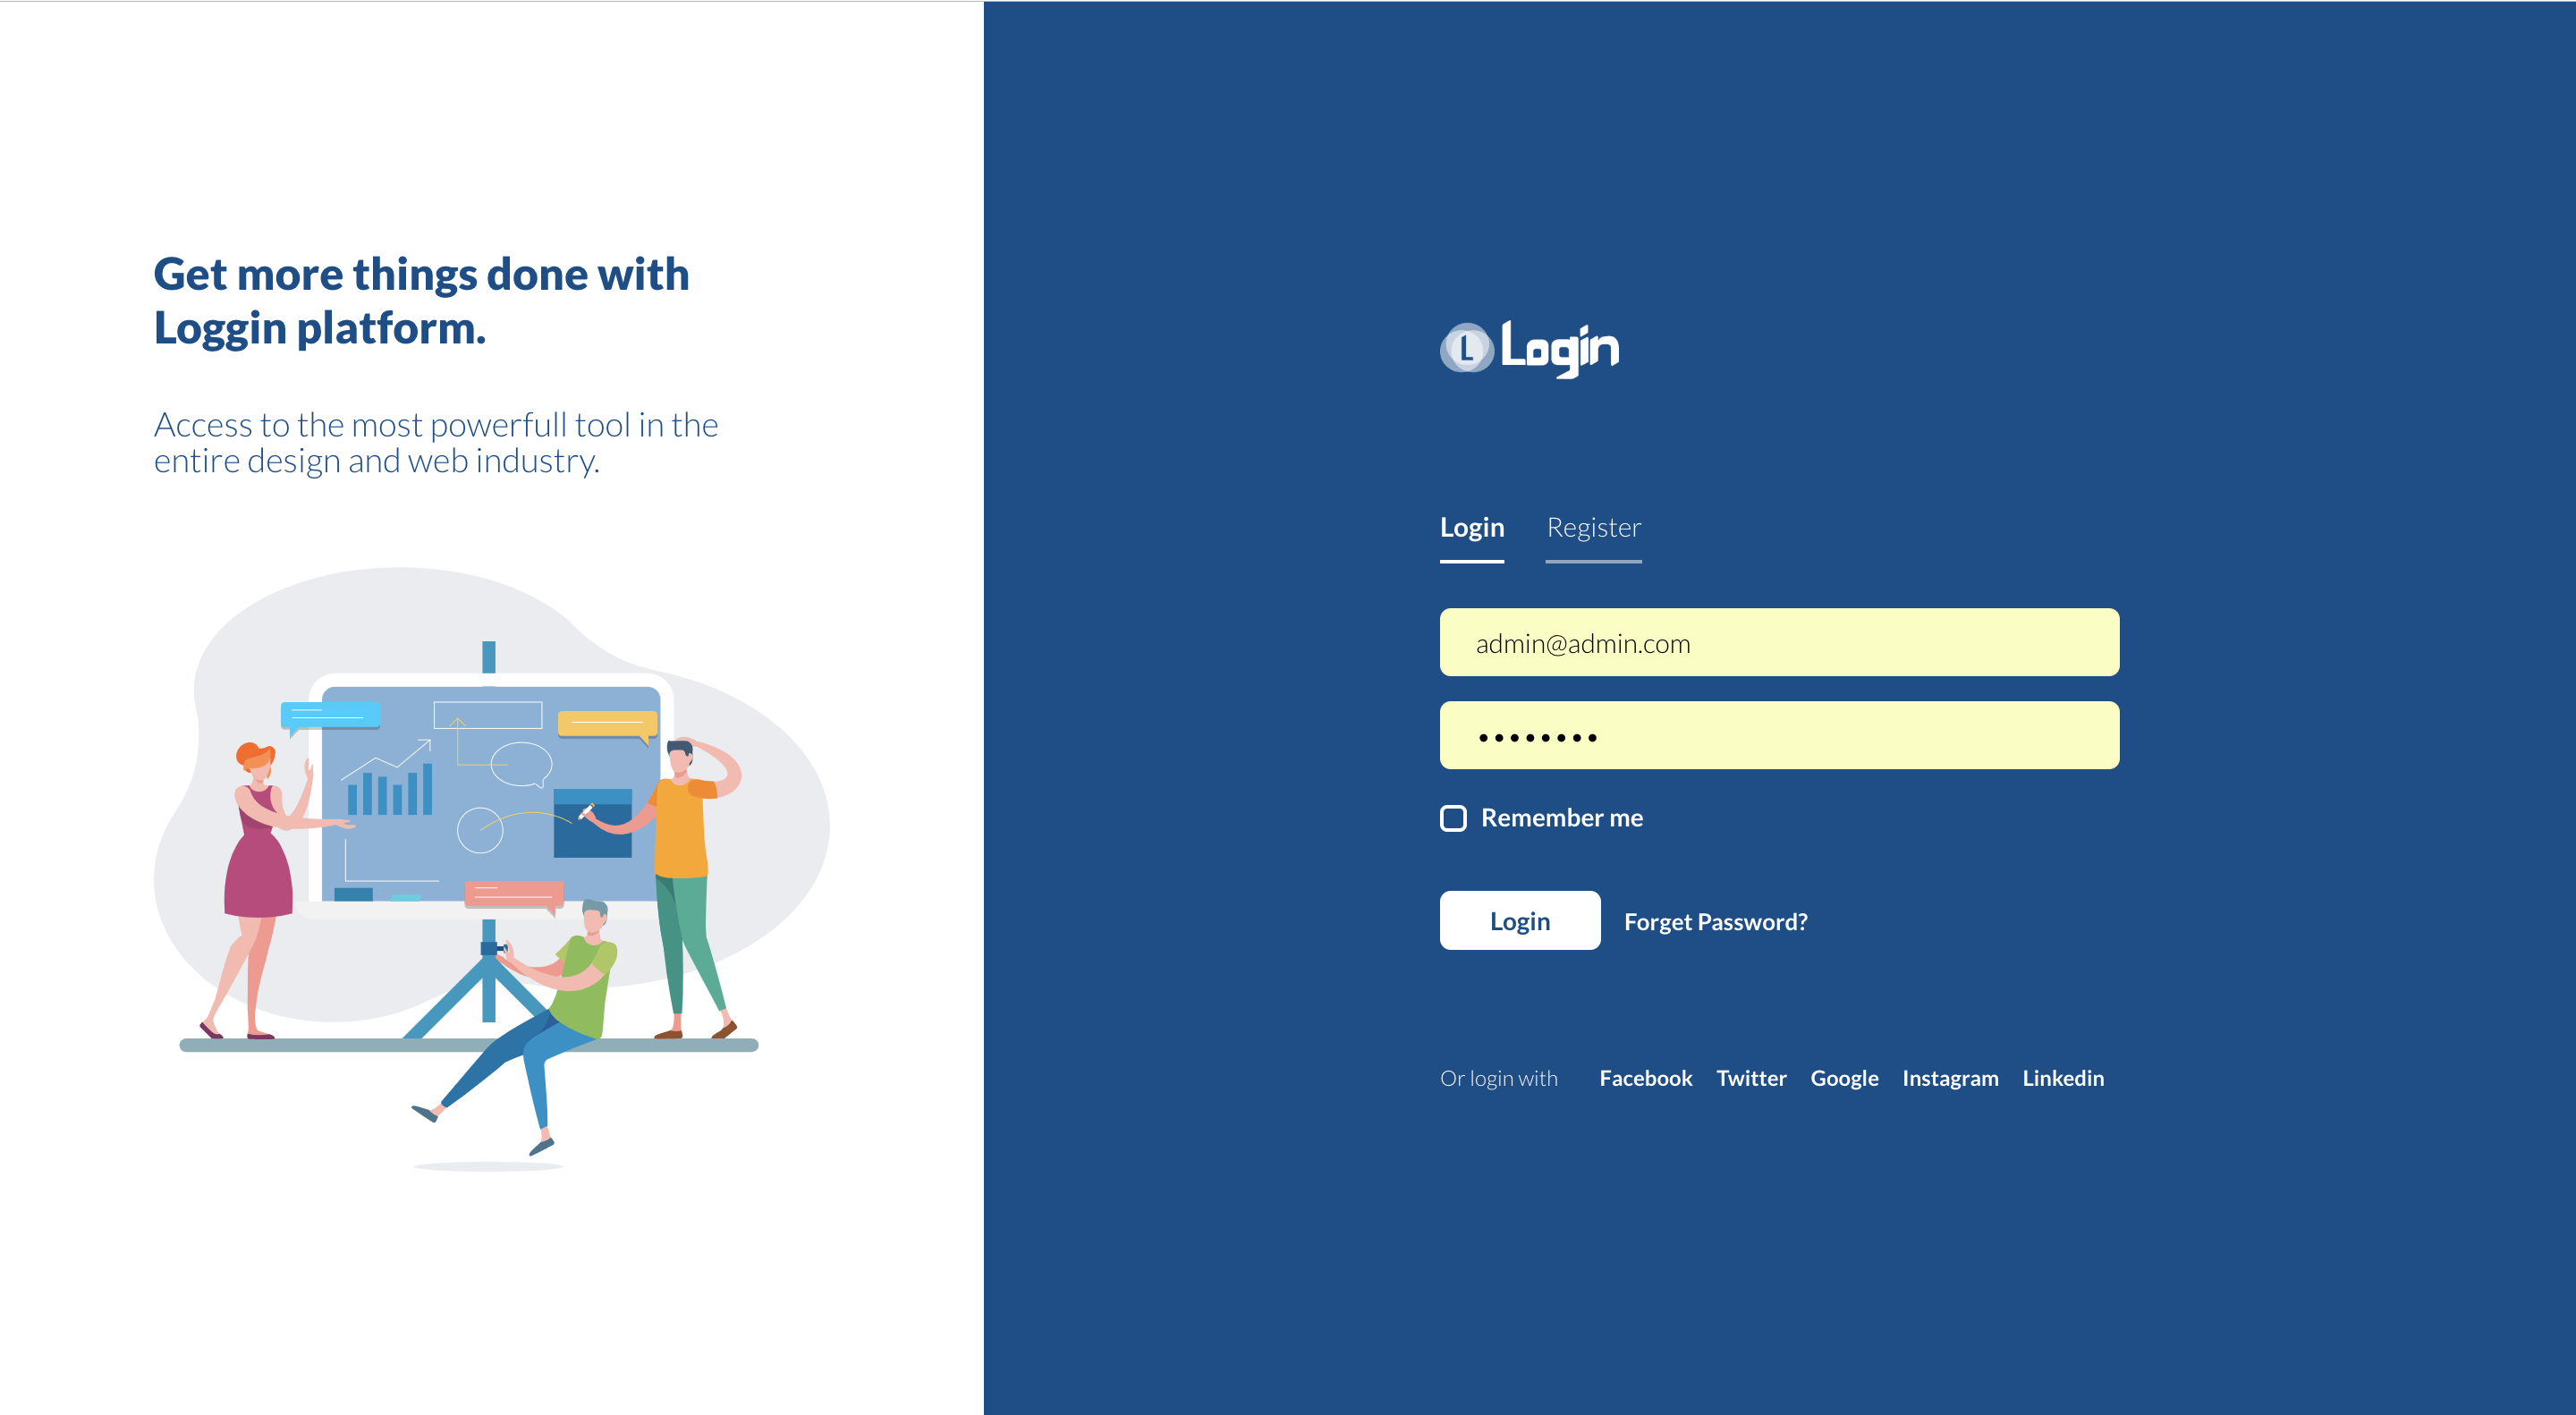 Get more things done with
Loggin platform.
Access to the most powerfull tool in the
entire design and web industry.
L Login
Login Register
admin@admin.com
••••••••
Remember me
Login Forget Password?
Or login with Facebook Twitter Google Instagram Linkedin